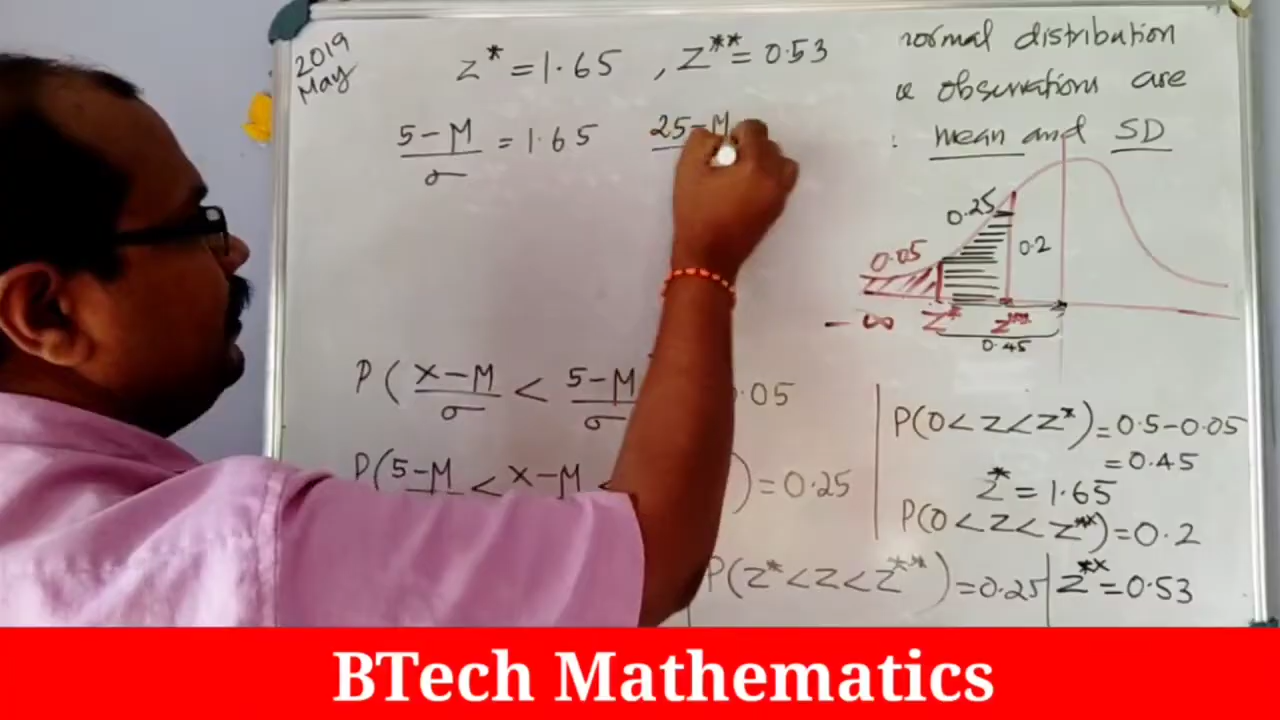 2019
May
z* = 1.65 , z** = 0.53
5-M/σ = 1.65 25-M
normal distribution
observations are
: mean and SD
0.25
0.05
0.2
-∞ z* z**
0.45
P( x-M/σ < 5-M/σ .05
P( 5-M < x-M < ) = 0.25
P(z* < z < z**) = 0.25
P(0 < z < z*) = 0.5-0.05
= 0.45
z* = 1.65
P(0 < z < z**) = 0.2
z** = 0.53
BTech Mathematics